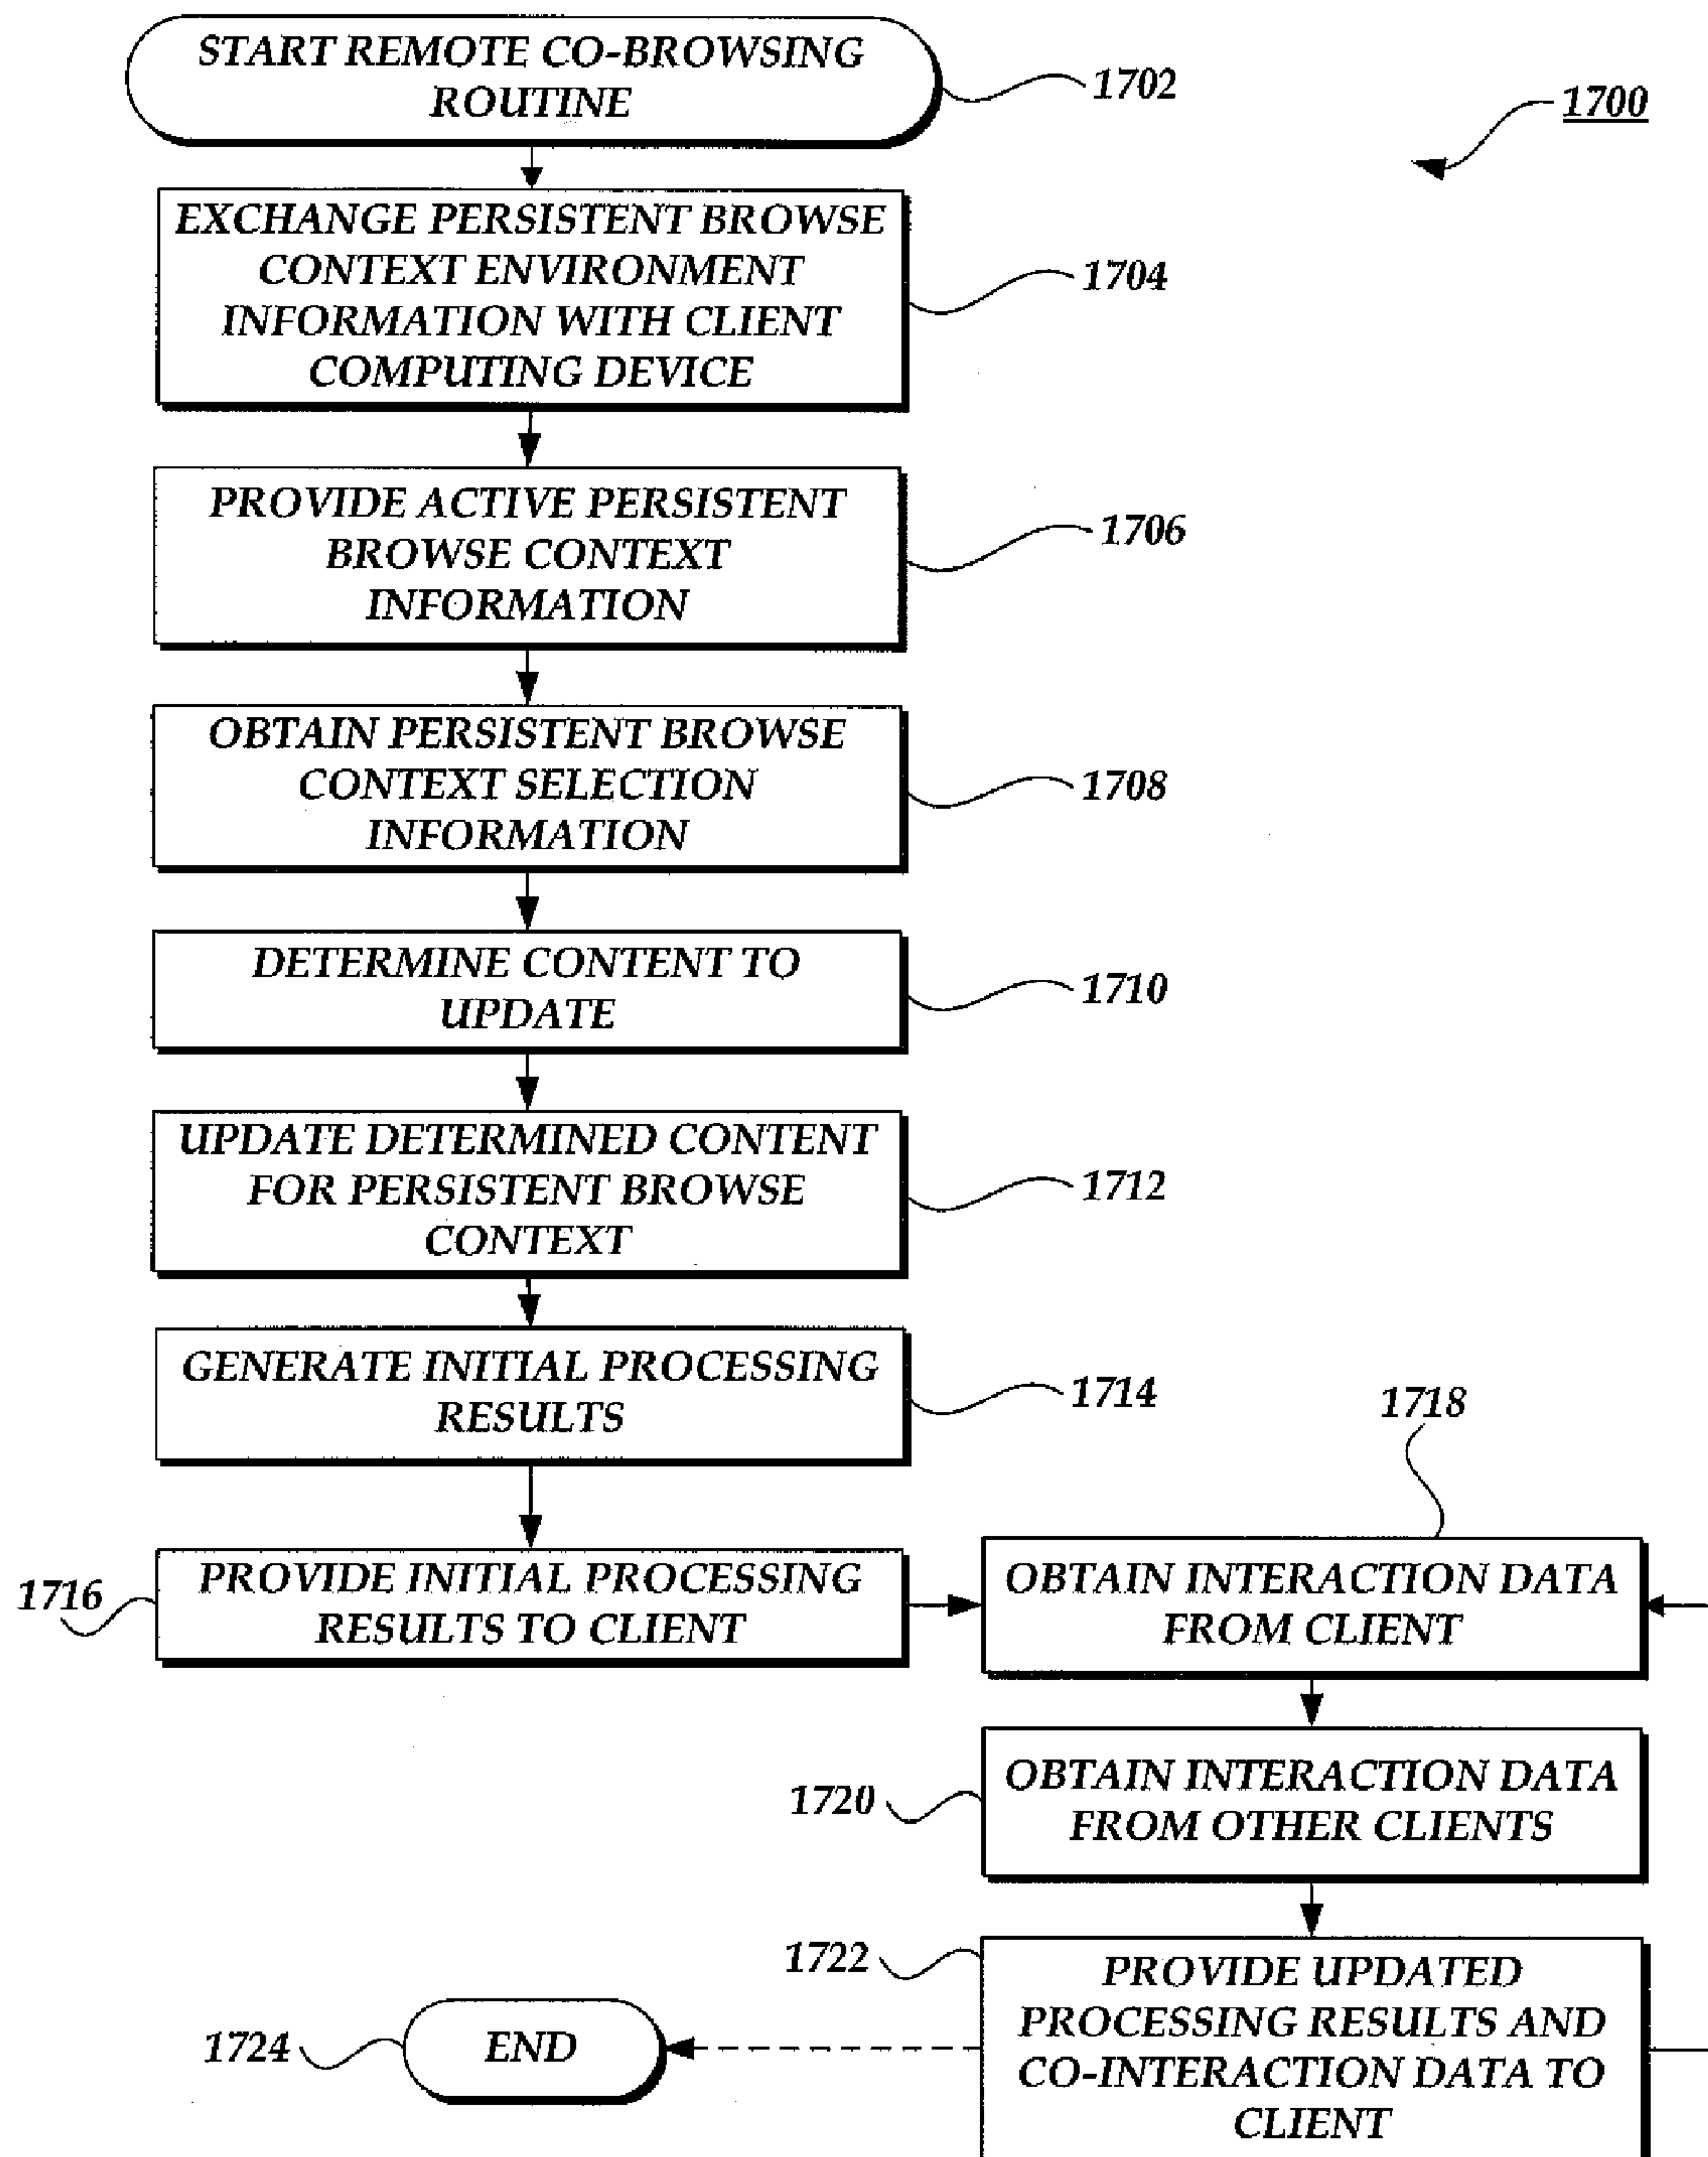 START REMOTE CO-BROWSING
ROUTINE
1702
1700
EXCHANGE PERSISTENT BROWSE
CONTEXT ENVIRONMENT
INFORMATION WITH CLIENT
COMPUTING DEVICE
1704
PROVIDE ACTIVE PERSISTENT
BROWSE CONTEXT
INFORMATION
1706
OBTAIN PERSISTENT BROWSE
CONTEXT SELECTION
INFORMATION
1708
DETERMINE CONTENT TO
UPDATE
1710
UPDATE DETERMINED CONTENT
FOR PERSISTENT BROWSE
CONTEXT
1712
GENERATE INITIAL PROCESSING
RESULTS
1714
1716
PROVIDE INITIAL PROCESSING
RESULTS TO CLIENT
1718
OBTAIN INTERACTION DATA
FROM CLIENT
1720
OBTAIN INTERACTION DATA
FROM OTHER CLIENTS
1722
PROVIDE UPDATED
PROCESSING RESULTS AND
CO-INTERACTION DATA TO
CLIENT
1724
END